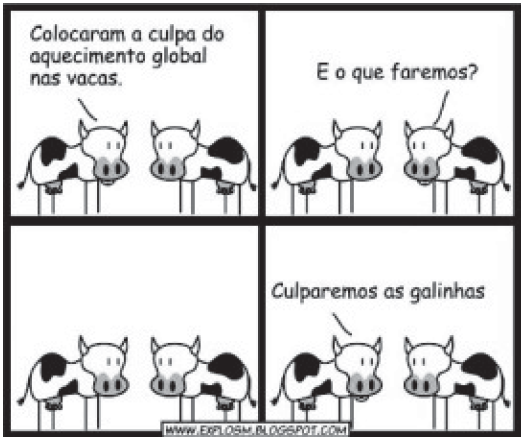 Colocaram a culpa do
aquecimento global
nas vacas.
E o que faremos?
Culparemos as galinhas
WWW.EXPLOSM.BLOGSPOT.COM